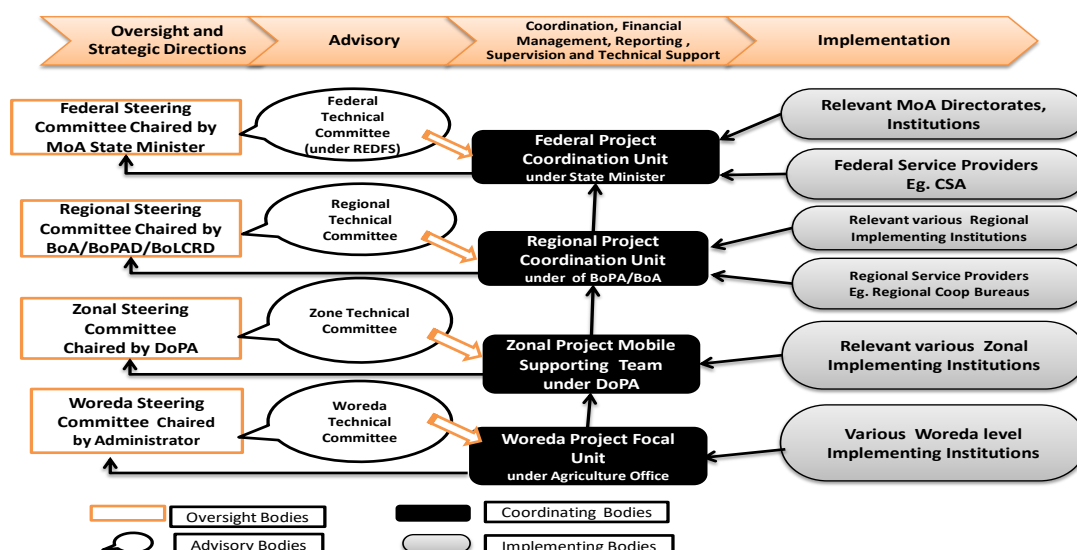 Oversight and
Strategic Directions
Advisory
Coordination, Financial
Management, Reporting ,
Supervision and Technical Support
Implementation
Federal Steering
Committee Chaired by
MoA State Minister
Federal
Technical
Committee
(under REDFS)
Federal Project
Coordination Unit
under State Minister
Relevant MoA Directorates,
Institutions
Federal Service Providers
Eg. CSA
Regional Steering
Committee Chaired by
BoA/BoPAD/BoLCRD
Regional
Technical
Committee
Regional Project
Coordination Unit
under of BoPA/BoA
Relevant various Regional
Implementing Institutions
Regional Service Providers
Eg. Regional Coop Bureaus
Zonal Steering
Committee
Chaired by DoPA
Zone Technical
Committee
Zonal Project Mobile
Supporting Team
under DoPA
Relevant various Zonal
Implementing Institutions
Woreda Steering
Committee Chaired
by Administrator
Woreda
Technical
Committee
Woreda Project Focal
Unit
under Agriculture Office
Various Woreda level
Implementing Institutions
Oversight Bodies
Coordinating Bodies
Advisory Bodies
Implementing Bodies